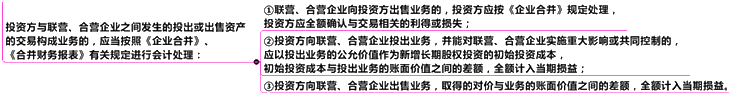 投资方与联营、合营企业之间发生的投出或出售资产
的交易构成业务的，应当按照《企业合并》、
《合并财务报表》有关规定进行会计处理：
①联营、合营企业向投资方出售业务的，投资方应按《企业合并》规定处理，
投资方应全额确认与交易相关的利得或损失；
②投资方向联营、合营企业投出业务，并能对联营、合营企业实施重大影响或共同控制的，
应以投出业务的公允价值作为新增长期股权投资的初始投资成本，
初始投资成本与投出业务的账面价值之间的差额，全额计入当期损益；
③投资方向联营、合营企业出售业务，取得的对价与业务的账面价值之间的差额，全额计入当期损益。